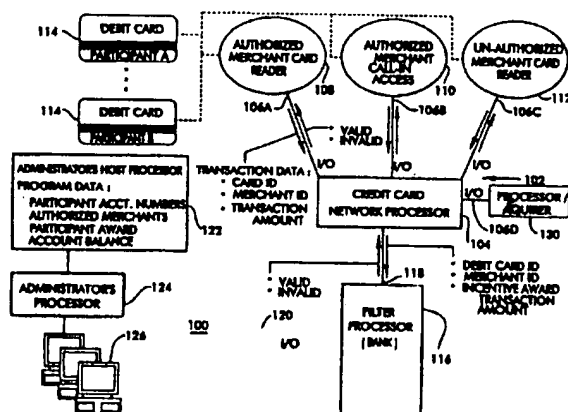 DEBIT CARD
114
PARTICIPANT A
DEBIT CARD
114
PARTICIPANT B
AUTHORIZED
MERCHANT CARD
READER
108
AUTHORIZED
MERCHANT
CALL-IN
ACCESS
110
UN-AUTHORIZED
MERCHANT CARD
READER
112
106A
106B
106C
• VALID
• INVALID
I/O
I/O
I/O
TRANSACTION DATA:
• CARD ID
• MERCHANT ID
• TRANSACTION
AMOUNT
CREDIT CARD
NETWORK PROCESSOR
104
102
I/O
106D
PROCESSOR/
AQUIRER
130
ADMINISTRATOR'S HOST PROCESSOR
PROGRAM DATA:
PARTICIPANT ACCT. NUMBERS
AUTHORIZED MERCHANTS
PARTICIPANT AWARD
ACCOUNT BALANCE
122
ADMINISTRATOR'S
PROCESSOR
124
126
100
• VALID
• INVALID
120
I/O
118
• DEBIT CARD ID
• MERCHANT ID
• INCENTIVE AWARD
TRANSACTION
AMOUNT
FILTER
PROCESSOR
[BANK]
116